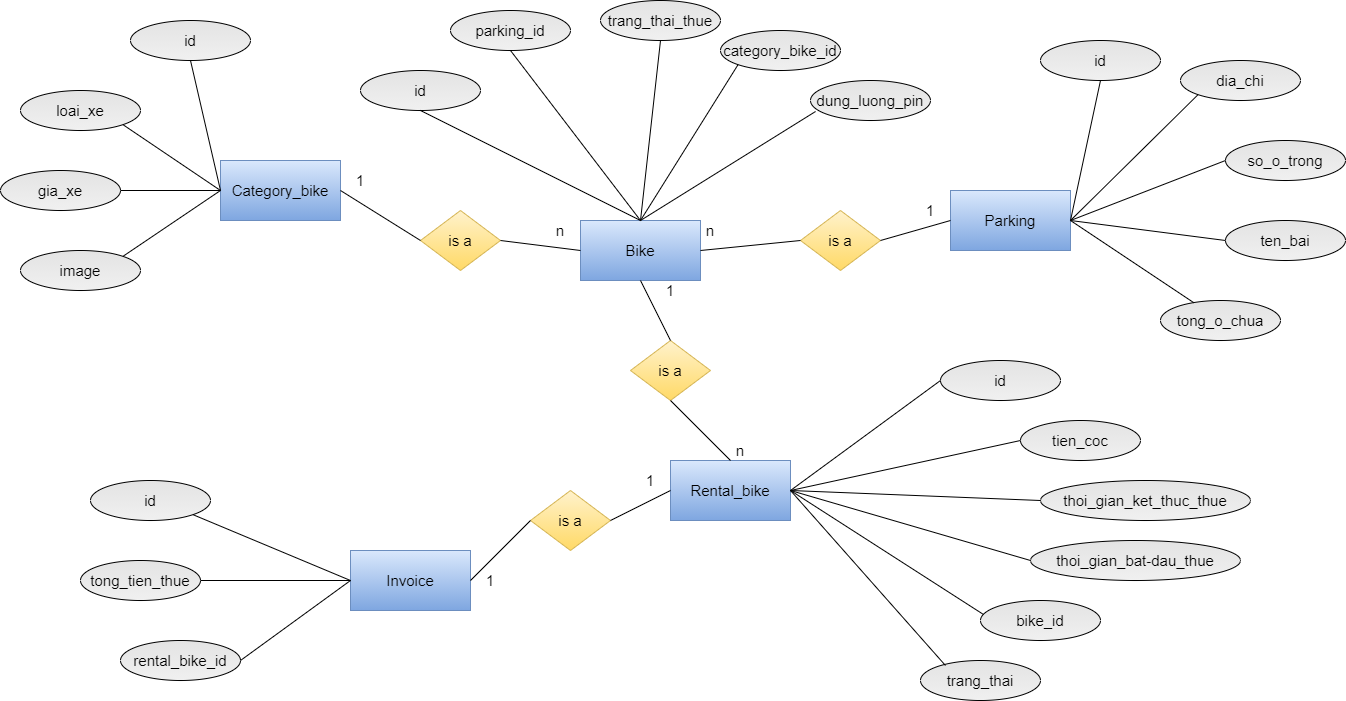 trang_thai_thue
parking_id
id
category_bike_id
id
id
dia_chi
loai_xe
dung_luong_pin
so_o_trong
gia_xe
Category_bike
1
is a
n
Bike
n
is a
1
Parking
ten_bai
image
1
tong_o_chua
is a
id
tien_coc
n
1
Rental_bike
thoi_gian_ket_thuc_thue
id
is a
thoi_gian_bat-dau_thue
tong_tien_thue
Invoice
1
bike_id
rental_bike_id
trang_thai